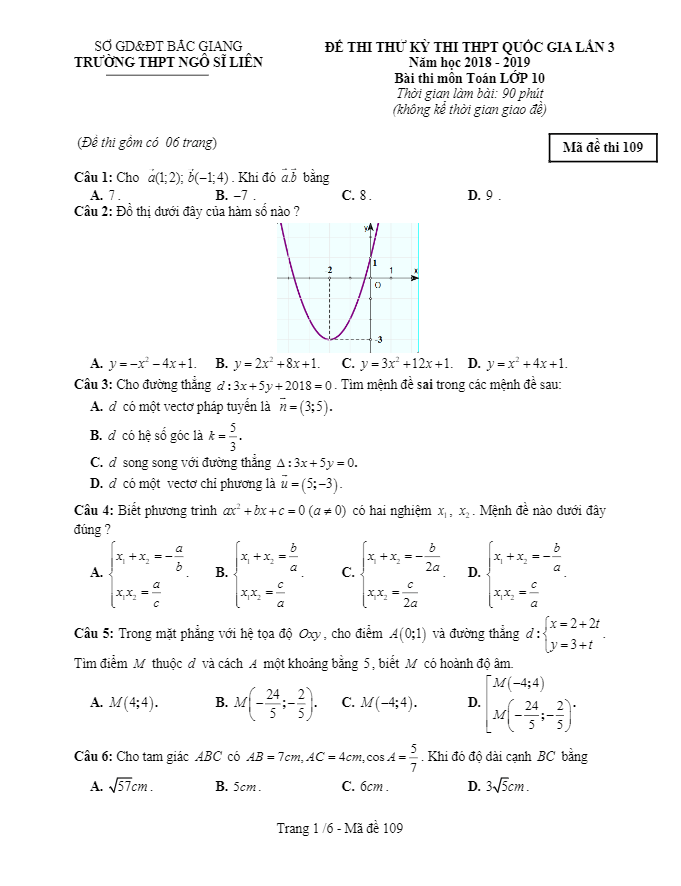 SỞ GD&ĐT BẮC GIANG
TRƯỜNG THPT NGÔ SĨ LIÊN
ĐỀ THI THỬ KỲ THI THPT QUỐC GIA LẦN 3
Năm học 2018 - 2019
Bài thi môn Toán LỚP 10
Thời gian làm bài: 90 phút
(không kể thời gian giao đề)
(Đề thi gồm có 06 trang)
Mã đề thi 109
Câu 1: Cho $\vec{a}(1;2)$; $\vec{b}(-1;4)$. Khi đó $\vec{a}.\vec{b}$ bằng
A. 7. B. −7. C. 8. D. 9.
Câu 2: Đồ thị dưới đây của hàm số nào ?
y
1
2
1
x
O
-3
A. $y=-x^2-4x+1$. B. $y=2x^2+8x+1$. C. $y=3x^2+12x+1$. D. $y=x^2+4x+1$.
Câu 3: Cho đường thẳng $d:3x+5y+2018=0$. Tìm mệnh đề sai trong các mệnh đề sau:
A. d có một vectơ pháp tuyến là $\vec{n}=(3;5)$.
B. d có hệ số góc là $k=\frac{5}{3}$.
C. d song song với đường thẳng $\Delta:3x+5y=0$.
D. d có một vectơ chỉ phương là $\vec{u}=(5;-3)$.
Câu 4: Biết phương trình $ax^2+bx+c=0\ (a\neq 0)$ có hai nghiệm $x_1$, $x_2$. Mệnh đề nào dưới đây
đúng ?
A. $\begin{cases}x_1+x_2=-\frac{a}{b}\\x_1x_2=\frac{a}{c}\end{cases}$. B. $\begin{cases}x_1+x_2=\frac{b}{a}\\x_1x_2=\frac{c}{a}\end{cases}$. C. $\begin{cases}x_1+x_2=-\frac{b}{2a}\\x_1x_2=\frac{c}{2a}\end{cases}$. D. $\begin{cases}x_1+x_2=-\frac{b}{a}\\x_1x_2=\frac{c}{a}\end{cases}$.
Câu 5: Trong mặt phẳng với hệ tọa độ Oxy, cho điểm $A(0;1)$ và đường thẳng $d:\begin{cases}x=2+2t\\y=3+t\end{cases}$.
Tìm điểm M thuộc d và cách A một khoảng bằng 5, biết M có hoành độ âm.
A. $M(4;4)$. B. $M\left(-\frac{24}{5};-\frac{2}{5}\right)$. C. $M(-4;4)$. D. $\left[\begin{array}{l}M(-4;4)\\M\left(-\frac{24}{5};-\frac{2}{5}\right)\end{array}\right.$.
Câu 6: Cho tam giác ABC có $AB=7cm, AC=4cm, \cos A=\frac{5}{7}$. Khi đó độ dài cạnh BC bằng
A. $\sqrt{57}cm$. B. 5cm. C. 6cm. D. $3\sqrt{5}cm$.
Trang 1/6 - Mã đề 109